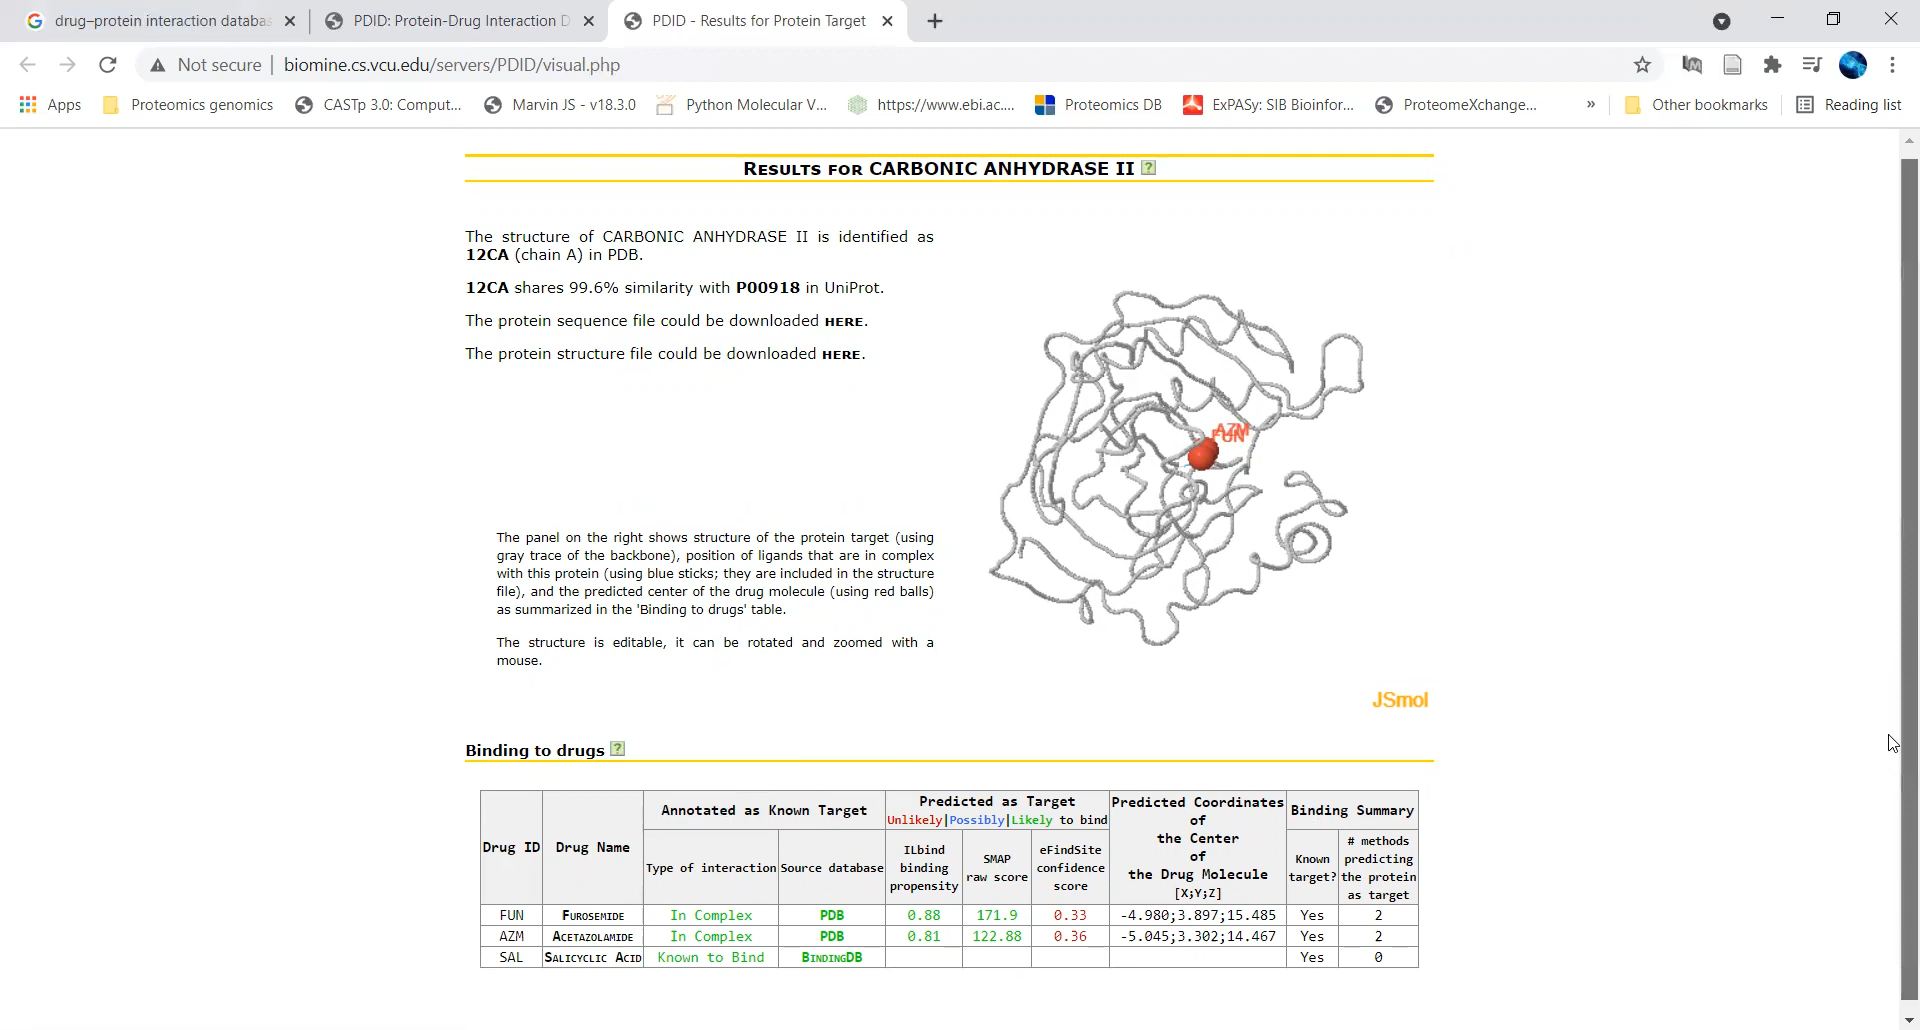 drug–protein interaction databas
PDID: Protein-Drug Interaction D
PDID - Results for Protein Target
Not secure | biomine.cs.vcu.edu/servers/PDID/visual.php
Apps
Proteomics genomics
CASTp 3.0: Comput...
Marvin JS - v18.3.0
Python Molecular V...
https://www.ebi.ac....
Proteomics DB
ExPASy: SIB Bioinfor...
ProteomeXchange...
»
Other bookmarks
Reading list
RESULTS FOR CARBONIC ANHYDRASE II ?
The structure of CARBONIC ANHYDRASE II is identified as
12CA (chain A) in PDB.
12CA shares 99.6% similarity with P00918 in UniProt.
The protein sequence file could be downloaded HERE.
The protein structure file could be downloaded HERE.
AZM
FUN
The panel on the right shows structure of the protein target (using
gray trace of the backbone), position of ligands that are in complex
with this protein (using blue sticks; they are included in the structure
file), and the predicted center of the drug molecule (using red balls)
as summarized in the 'Binding to drugs' table.
The structure is editable, it can be rotated and zoomed with a
mouse.
JSmol
Binding to drugs ?
Drug ID
Drug Name
Annotated as Known Target
Type of interaction
Source database
Predicted as Target
Unlikely|Possibly|Likely to bind
ILbind
binding
propensity
SMAP
raw score
eFindSite
confidence
score
Predicted Coordinates
of
the Center
of
the Drug Molecule
[X;Y;Z]
Binding Summary
Known
target?
# methods
predicting
the protein
as target
FUN FUROSEMIDE In Complex PDB 0.88 171.9 0.33 -4.980;3.897;15.485 Yes 2
AZM ACETAZOLAMIDE In Complex PDB 0.81 122.88 0.36 -5.045;3.302;14.467 Yes 2
SAL SALICYCLIC ACID Known to Bind BINDINGDB Yes 0